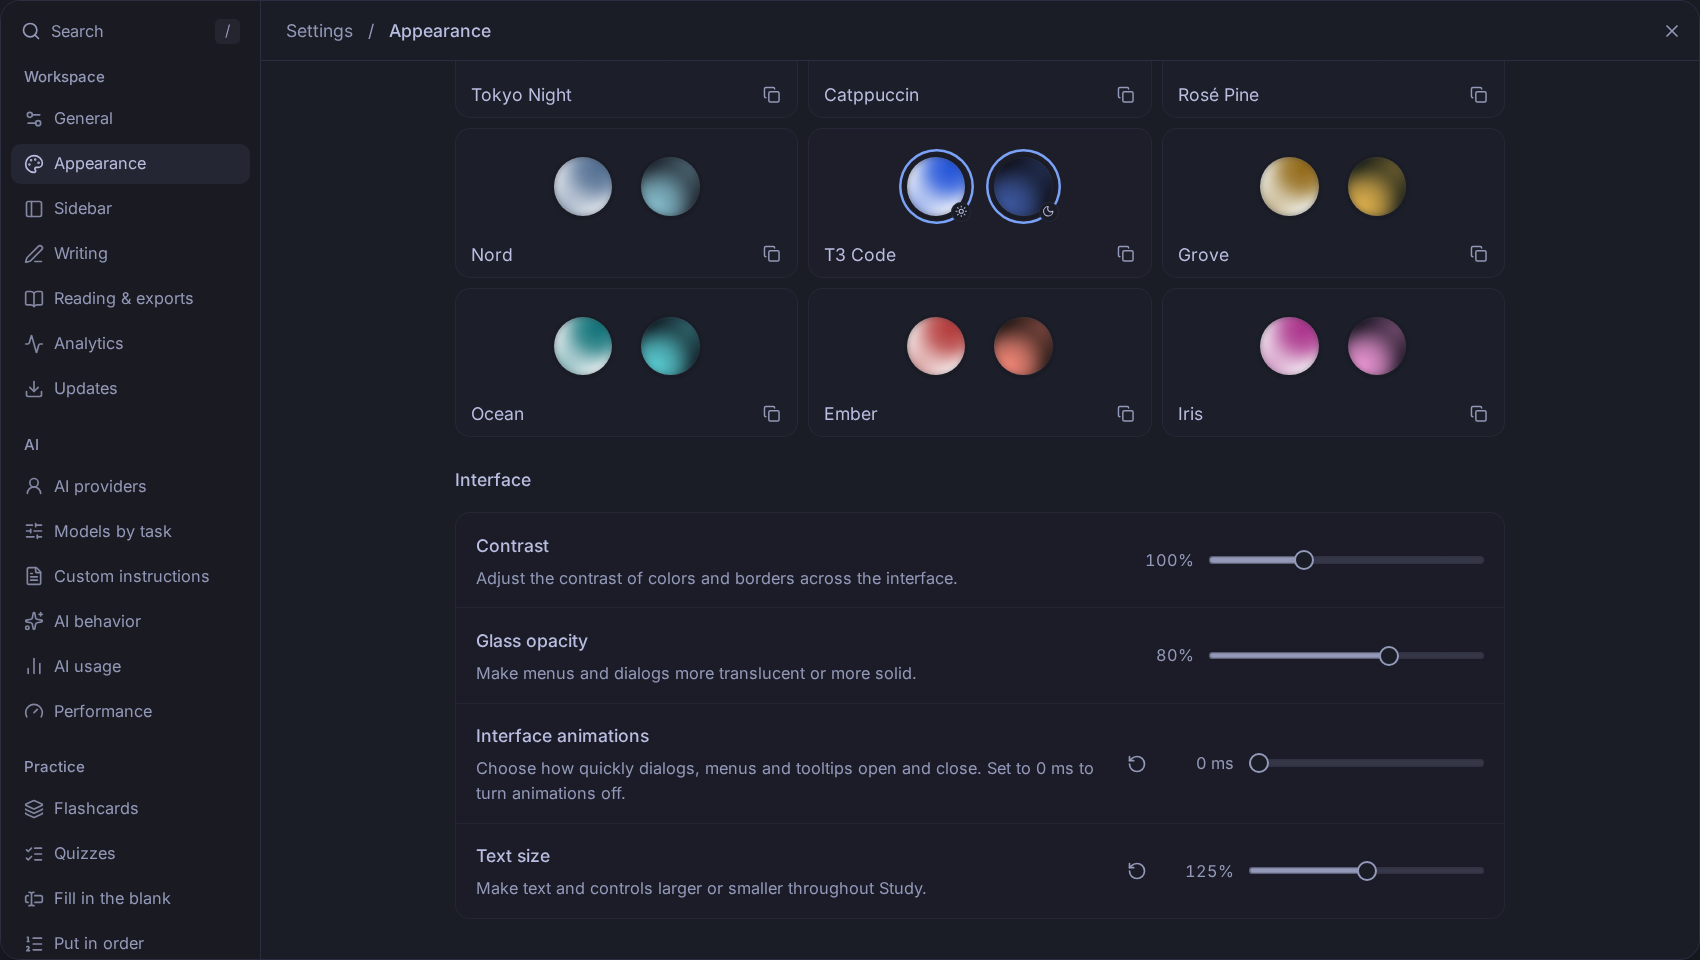 Search
/
Workspace
General
Appearance
Sidebar
Writing
Reading & exports
Analytics
Updates
AI
AI providers
Models by task
Custom instructions
AI behavior
AI usage
Performance
Practice
Flashcards
Quizzes
Fill in the blank
Put in order
Settings / Appearance
Tokyo Night
Catppuccin
Rosé Pine
Nord
T3 Code
Grove
Ocean
Ember
Iris
Interface
Contrast
Adjust the contrast of colors and borders across the interface.
100%
Glass opacity
Make menus and dialogs more translucent or more solid.
80%
Interface animations
Choose how quickly dialogs, menus and tooltips open and close. Set to 0 ms to
turn animations off.
0 ms
Text size
Make text and controls larger or smaller throughout Study.
125%